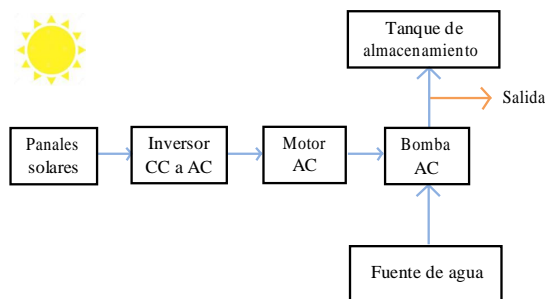 Tanque de
almacenamiento
Salida
Panales
solares
Inversor
CC a AC
Motor
AC
Bomba
AC
Fuente de agua